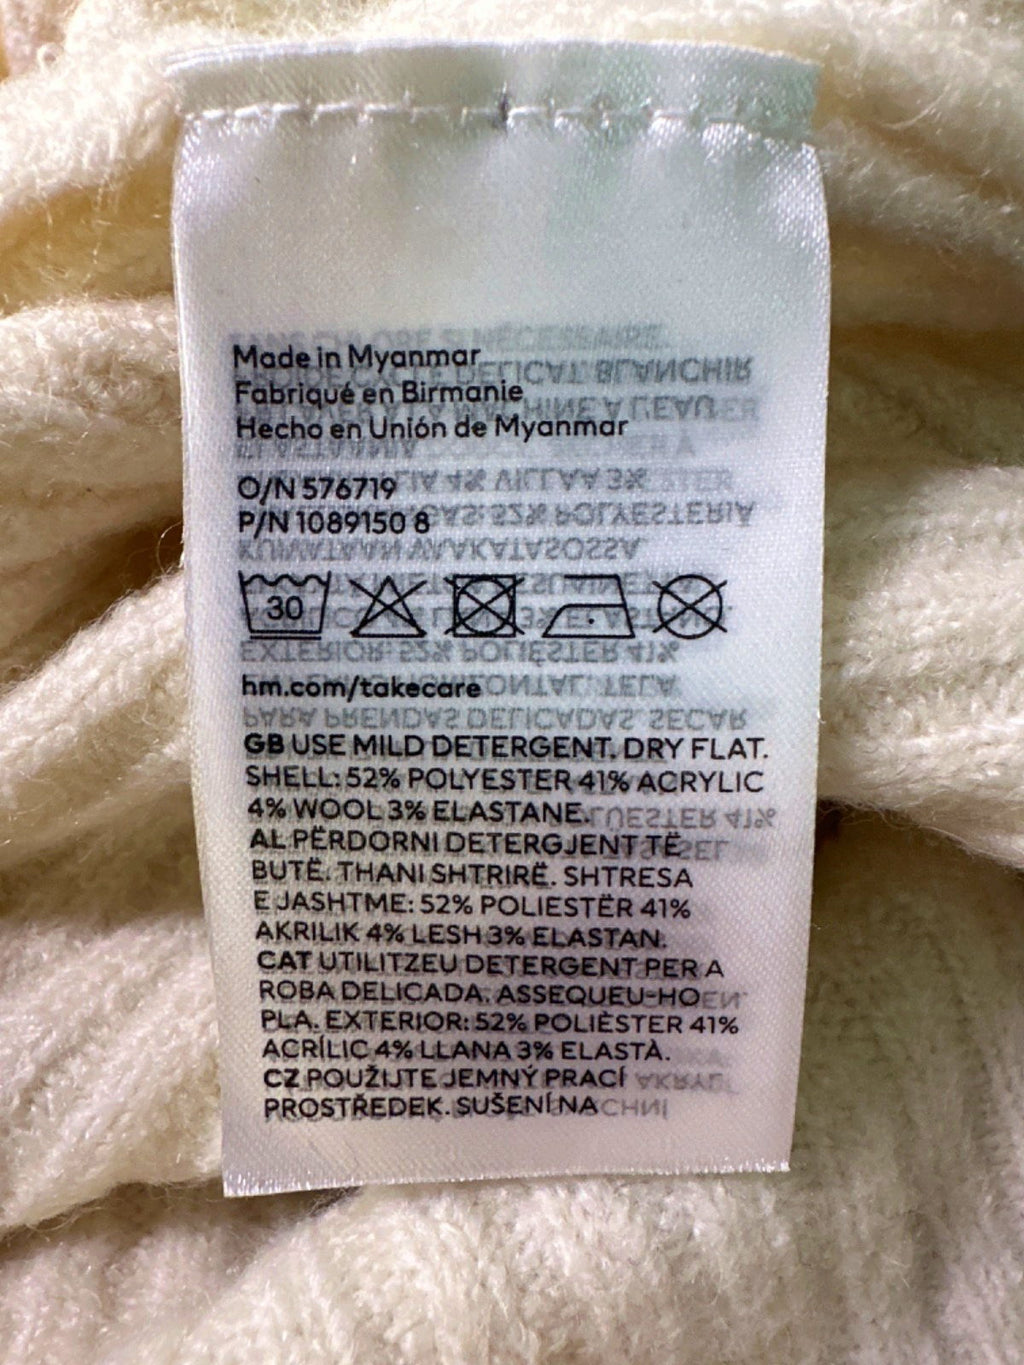 Made in Myanmar
Fabriqué en Birmanie
Hecho en Unión de Myanmar
O/N 576719
P/N 1089150 8
30
hm.com/takecare
GB USE MILD DETERGENT. DRY FLAT.
SHELL: 52% POLYESTER 41% ACRYLIC
4% WOOL 3% ELASTANE.
AL PËRDORNI DETERGJENT TË
BUTË. THANI SHTRIRË. SHTRESA
E JASHTME: 52% POLIESTËR 41%
AKRILIK 4% LESH 3% ELASTAN.
CAT UTILITZEU DETERGENT PER A
ROBA DELICADA. ASSEQUEU-HO
PLA. EXTERIOR: 52% POLIÈSTER 41%
ACRÍLIC 4% LLANA 3% ELASTÀ.
CZ POUŽIJTE JEMNÝ PRACÍ
PROSTŘEDEK. SUŠENÍ NA